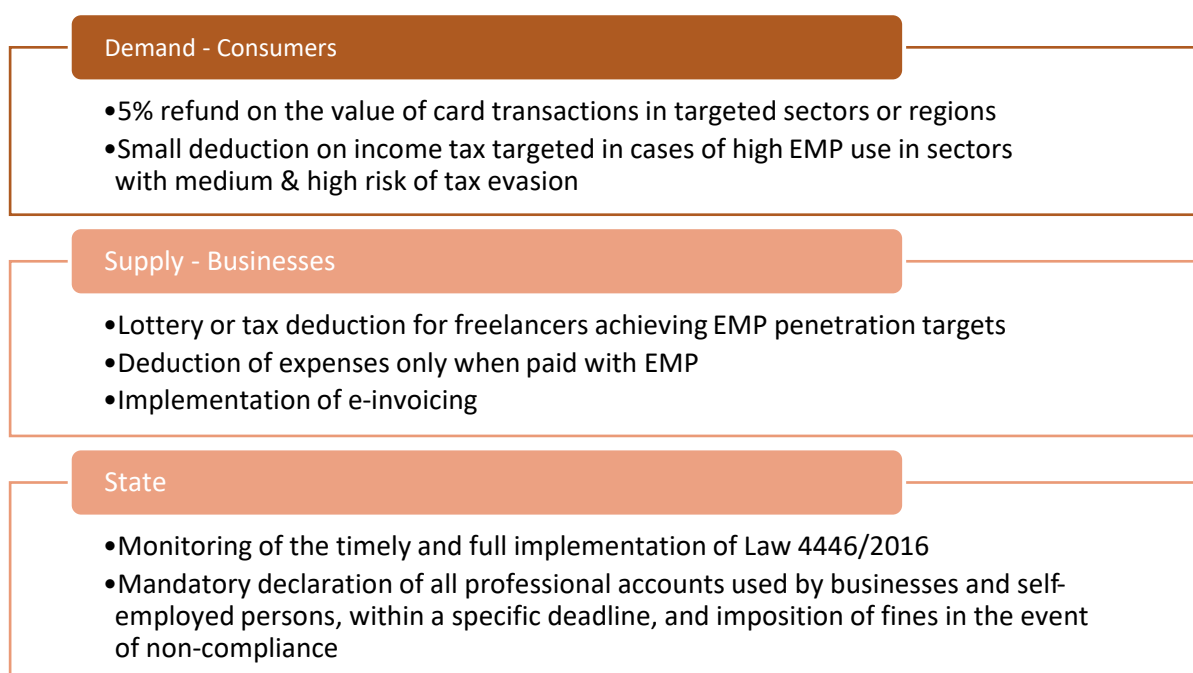 Demand - Consumers
•5% refund on the value of card transactions in targeted sectors or regions
•Small deduction on income tax targeted in cases of high EMP use in sectors
with medium & high risk of tax evasion
Supply - Businesses
•Lottery or tax deduction for freelancers achieving EMP penetration targets
•Deduction of expenses only when paid with EMP
•Implementation of e-invoicing
State
•Monitoring of the timely and full implementation of Law 4446/2016
•Mandatory declaration of all professional accounts used by businesses and self-
employed persons, within a specific deadline, and imposition of fines in the event
of non-compliance